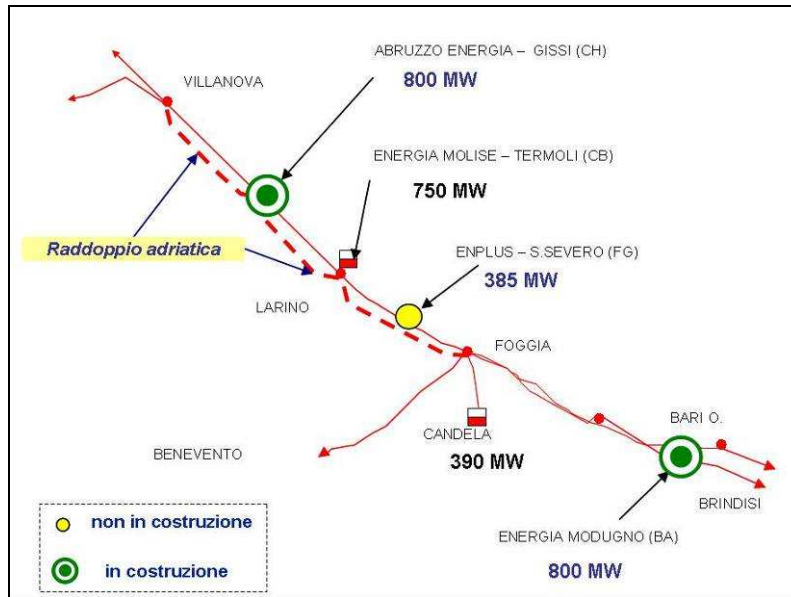 ABRUZZO ENERGIA – GISSI (CH)
800 MW
VILLANOVA
ENERGIA MOLISE – TERMOLI (CB)
750 MW
Raddoppio adriatica
ENPLUS – S.SEVERO (FG)
385 MW
LARINO
FOGGIA
CANDELA
390 MW
BARI O.
BENEVENTO
BRINDISI
non in costruzione
in costruzione
ENERGIA MODUGNO (BA)
800 MW